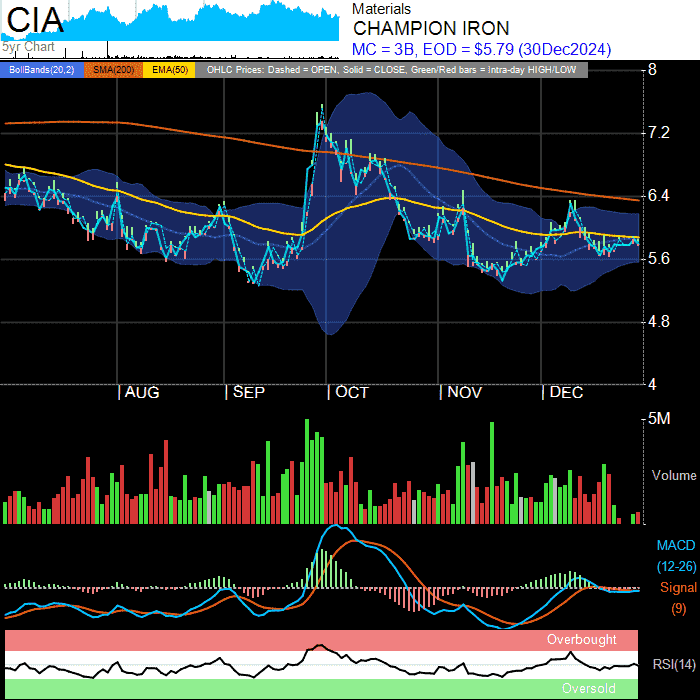 CIA
5yr Chart
Materials
CHAMPION IRON
MC = 3B, EOD = $5.79 (30Dec2024)
BollBands(20,2) SMA(200) EMA(50) OHLC Prices: Dashed = OPEN, Solid = CLOSE, Green/Red bars = Intra-day HIGH/LOW
8
7.2
6.4
5.6
4.8
4
| AUG | SEP | OCT | NOV | DEC
5M
Volume
MACD
(12-26)
Signal
(9)
Overbought
RSI(14)
Oversold